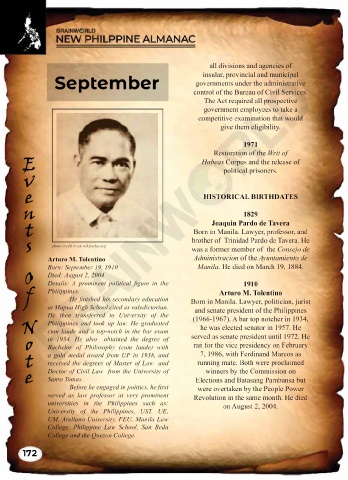 BRAINWORLD
NEW PHILPPINE ALMANAC
September
Events Of Note
photo credit to en.wikipedia.org
Arturo M. Tolentino
Born: September 19, 1910
Died: August 2, 2004
Details: A prominent political figure in the
Philippines.
He finished his secondary education
at Mapua High School cited as valedictorian.
He then transferred to University of the
Philippines and took up law. He graduated
cum laude and a top-notch in the bar exam
in 1934. He also obtained the degree of
Bachelor of Philosophy (cum laude) with
a gold medal award from UP in 1938, and
received the degrees of Master of Law and
Doctor of Civil Law from the University of
Santo Tomas.
Before he engaged in politics, he first
served as law professor at very prominent
universities in the Philippines such as:
University of the Philippines, UST, UE,
UM, Arellano University, FEU, Manila Law
College, Philippine Law School, San Beda
College and the Quezon College.
172
all divisions and agencies of
insular, provincial and municipal
governments under the administrative
control of the Bureau of Civil Services.
The Act required all prospective
government employees to take a
competitive examination that would
give them eligibility.
1971
Restoration of the Writ of
Habeas Corpus and the release of
political prisoners.
HISTORICAL BIRTHDATES
1829
Joaquin Pardo de Tavera
Born in Manila. Lawyer, professor, and
brother of Trinidad Pardo de Tavera. He
was a former member of the Consejo de
Administracion of the Ayuntamiento de
Manila. He died on March 19, 1884.
1910
Arturo M. Tolentino
Born in Manila. Lawyer, politician, jurist
and senate president of the Philippines
(1966-1967). A bar top notcher in 1934,
he was elected senator in 1957. He
served as senate president until 1972. He
ran for the vice presidency on February
7, 1986, with Ferdinand Marcos as
running mate. Both were proclaimed
winners by the Commission on
Elections and Batasang Pambansa but
were overtaken by the People Power
Revolution in the same month. He died
on August 2, 2004.